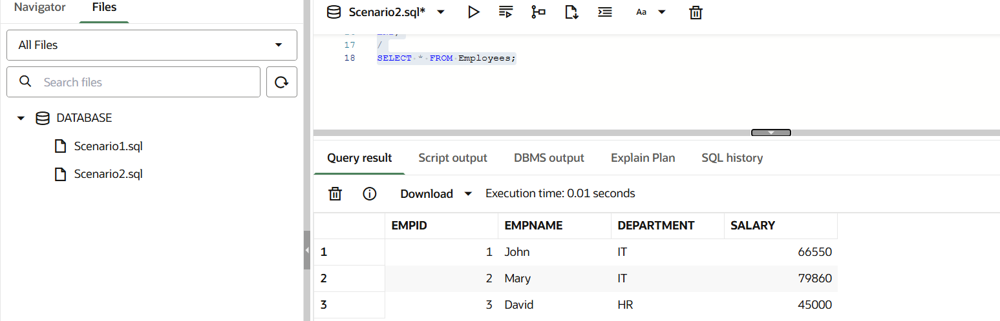 Navigator Files
All Files
Search files
DATABASE
Scenario1.sql
Scenario2.sql
Scenario2.sql* Aa
17 /
18 SELECT * FROM Employees;
Query result Script output DBMS output Explain Plan SQL history
Download Execution time: 0.01 seconds
EMPID EMPNAME DEPARTMENT SALARY
1 1 John IT 66550
2 2 Mary IT 79860
3 3 David HR 45000